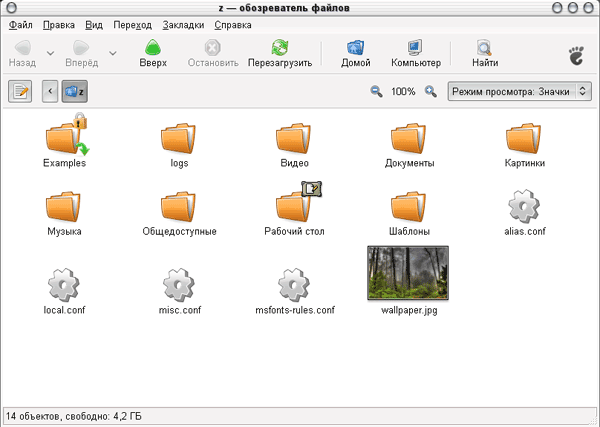 z — обозреватель файлов
Файл Правка Вид Переход Закладки Справка
Назад Вперёд Вверх Остановить Перезагрузить Домой Компьютер Найти
z 100% Режим просмотра: Значки
Examples logs Видео Документы Картинки
Музыка Общедоступные Рабочий стол Шаблоны alias.conf
local.conf misc.conf msfonts-rules.conf wallpaper.jpg
14 объектов, свободно: 4,2 ГБ